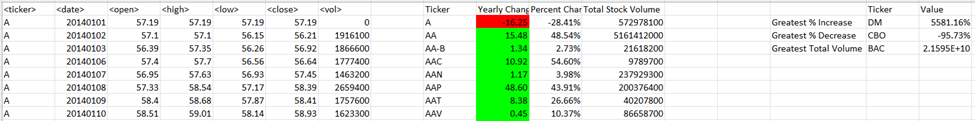 <ticker> <date> <open> <high> <low> <close> <vol> Ticker Yearly Chang Percent Char Total Stock Volume Ticker Value
A 20140101 57.19 57.19 57.19 57.19 0 A -16.25 -28.41% 572978100 Greatest % Increase DM 5581.16%
A 20140102 57.1 57.1 56.15 56.21 1916100 AA 15.48 48.54% 5161412000 Greatest % Decrease CBO -95.73%
A 20140103 56.39 57.35 56.26 56.92 1866600 AA-B 1.34 2.73% 21618200 Greatest Total Volume BAC 2.1595E+10
A 20140106 57.4 57.7 56.56 56.64 1777400 AAC 10.92 54.60% 9789700
A 20140107 56.95 57.63 56.93 57.45 1463200 AAN 1.17 3.98% 237929300
A 20140108 57.33 58.54 57.17 58.39 2659400 AAP 48.60 43.91% 200376400
A 20140109 58.4 58.68 57.87 58.41 1757600 AAT 8.38 26.66% 40207800
A 20140110 58.51 59.01 58.14 58.93 1623300 AAV 0.45 10.37% 86658700